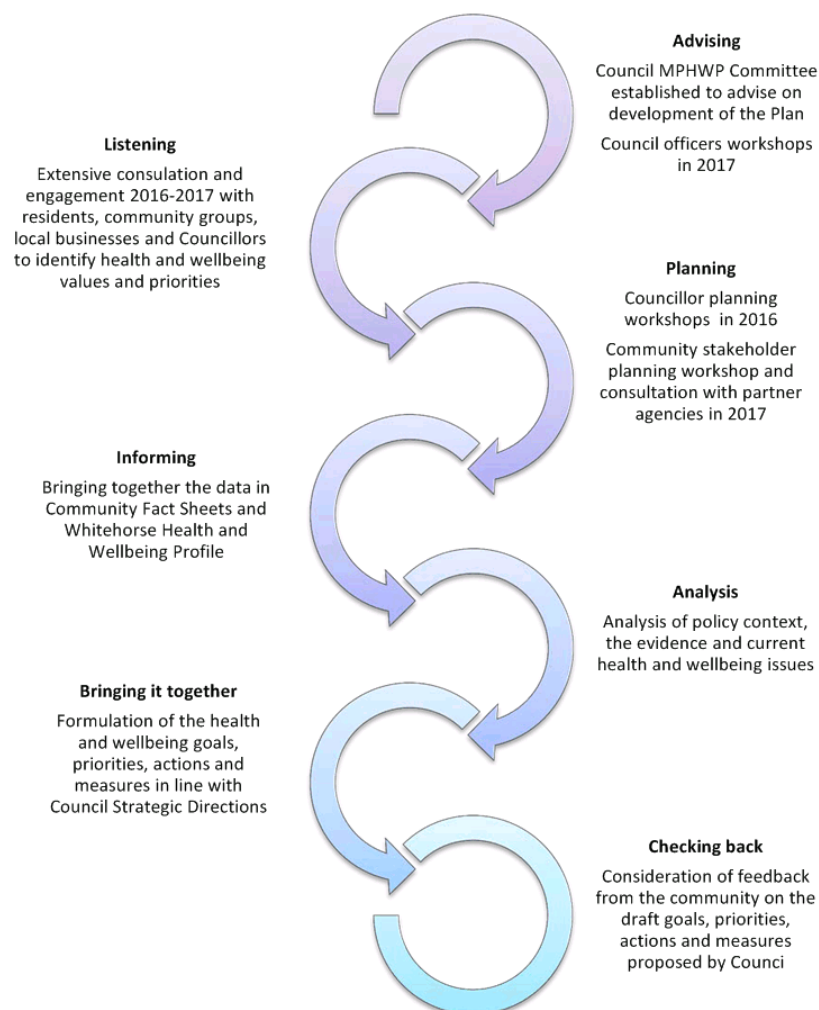 Advising
Council MPHWP Committee
established to advise on
development of the Plan
Council officers workshops
in 2017
Listening
Extensive consulation and
engagement 2016-2017 with
residents, community groups,
local businesses and Councillors
to identify health and wellbeing
values and priorities
Planning
Councillor planning
workshops in 2016
Community stakeholder
planning workshop and
consultation with partner
agencies in 2017
Informing
Bringing together the data in
Community Fact Sheets and
Whitehorse Health and
Wellbeing Profile
Analysis
Analysis of policy context,
the evidence and current
health and wellbeing issues
Bringing it together
Formulation of the health
and wellbeing goals,
priorities, actions and
measures in line with
Council Strategic Directions
Checking back
Consideration of feedback
from the community on the
draft goals, priorities,
actions and measures
proposed by Counci